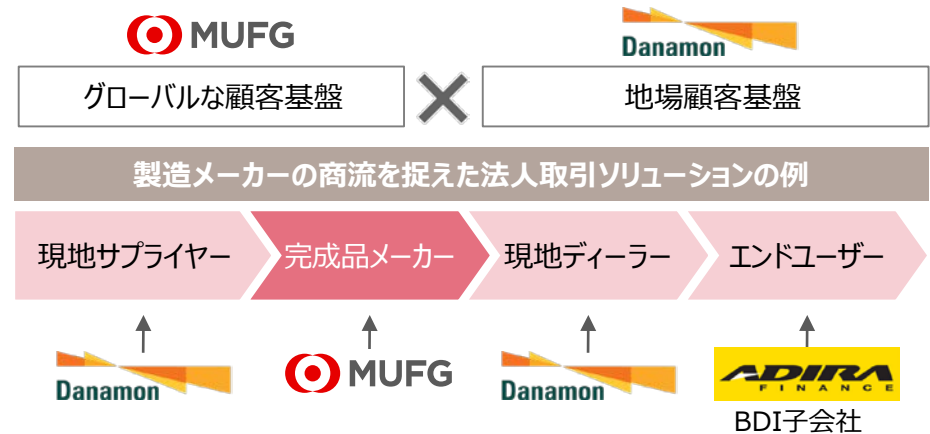 MUFG
Danamon
グローバルな顧客基盤
地場顧客基盤
製造メーカーの商流を捉えた法人取引ソリューションの例
現地サプライヤー
完成品メーカー
現地ディーラー
エンドユーザー
Danamon
MUFG
Danamon
ADIRA
FINANCE
BDI子会社